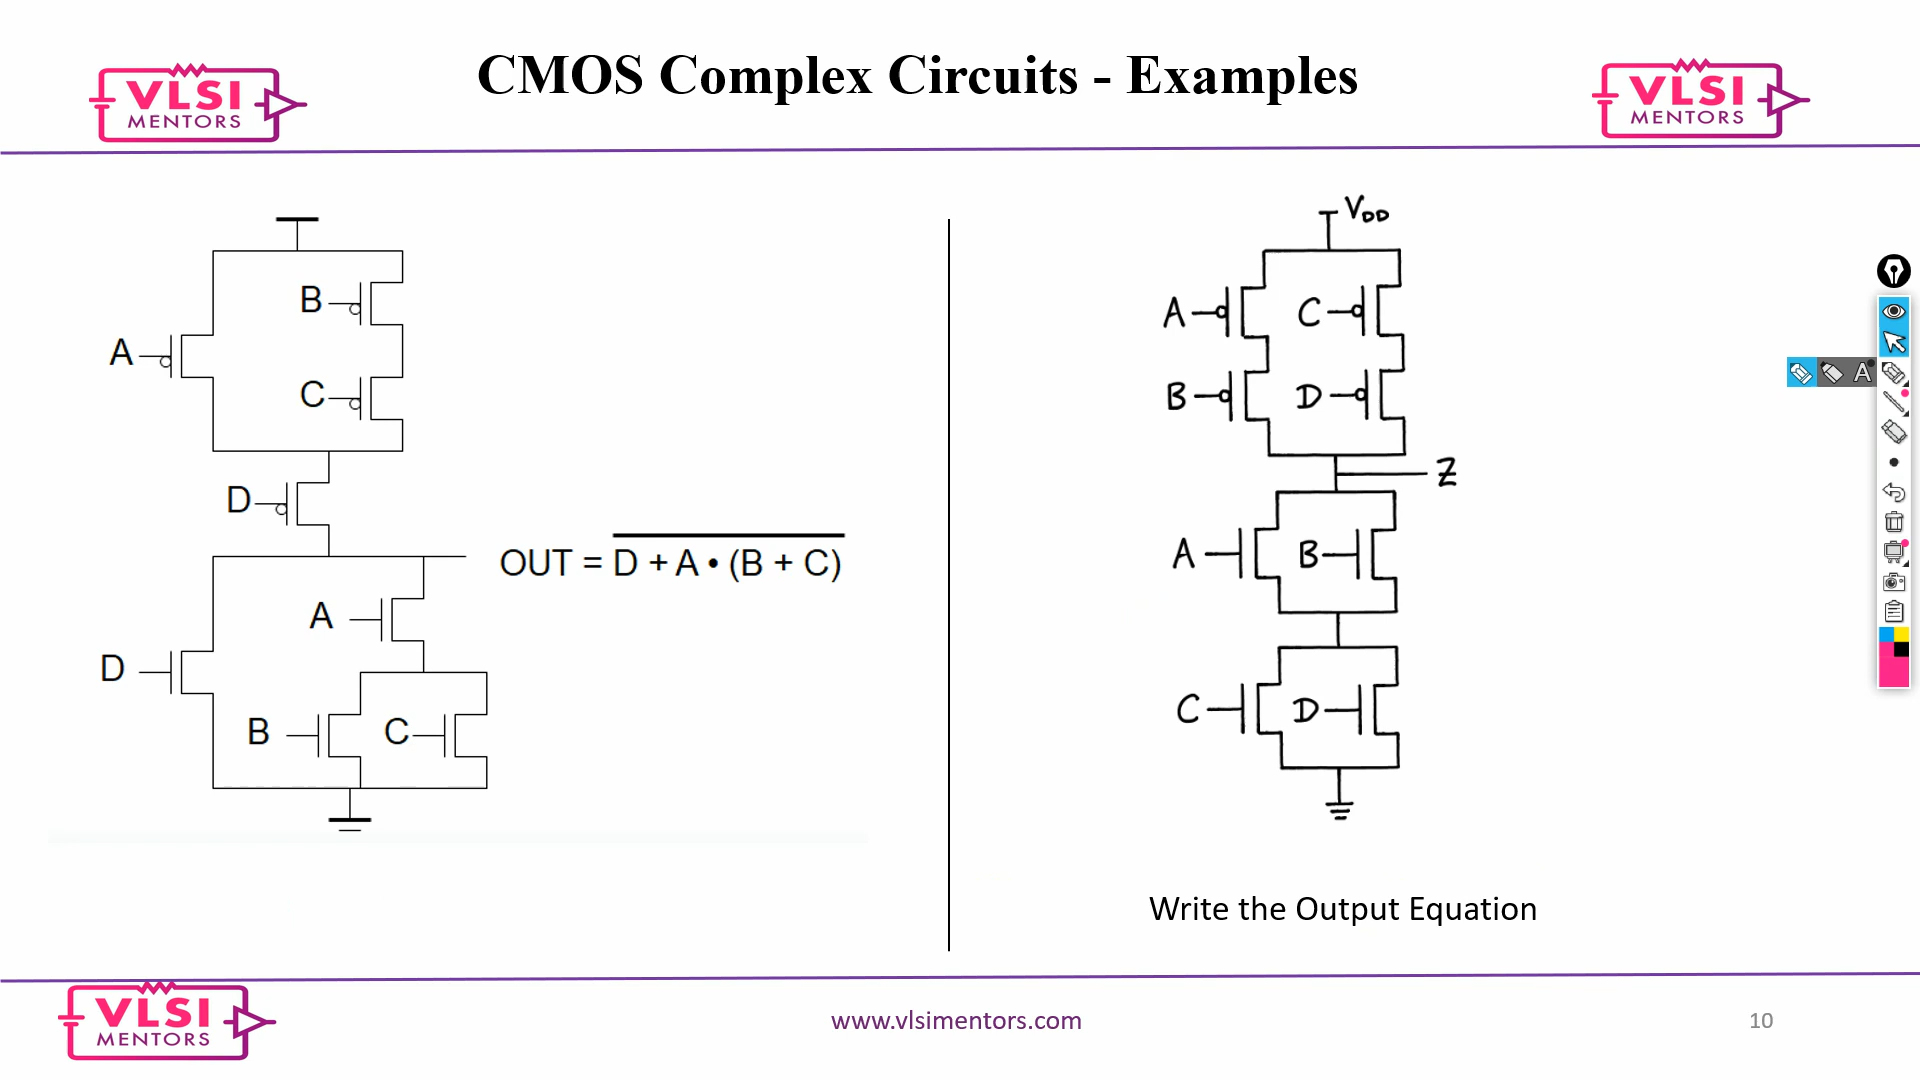 CMOS Complex Circuits - Examples
VLSI
MENTORS
VLSI
MENTORS
B
A
C
D
OUT = D + A • (B + C)
A
D
B
C
VDD
A
C
B
D
Z
A
B
C
D
Write the Output Equation
A
VLSI
MENTORS
www.vlsimentors.com
10